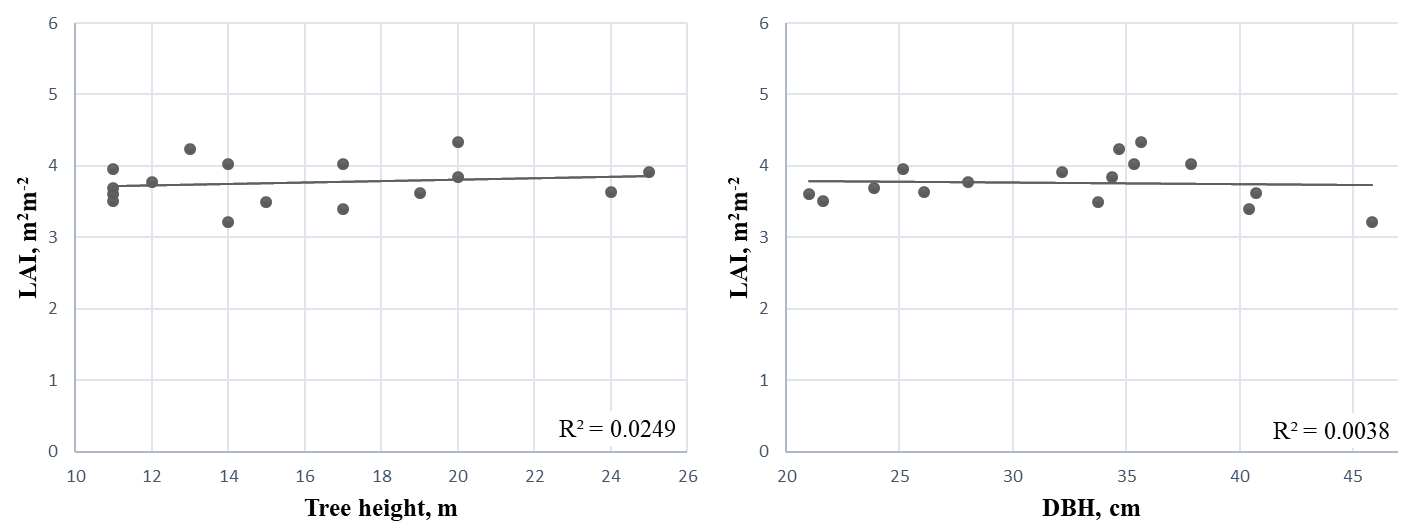 6
5
4
3
2
1
0
LAI, m²m⁻²
R² = 0.0249
10 12 14 16 18 20 22 24 26
Tree height, m
6
5
4
3
2
1
0
LAI, m²m⁻²
R² = 0.0038
20 25 30 35 40 45
DBH, cm